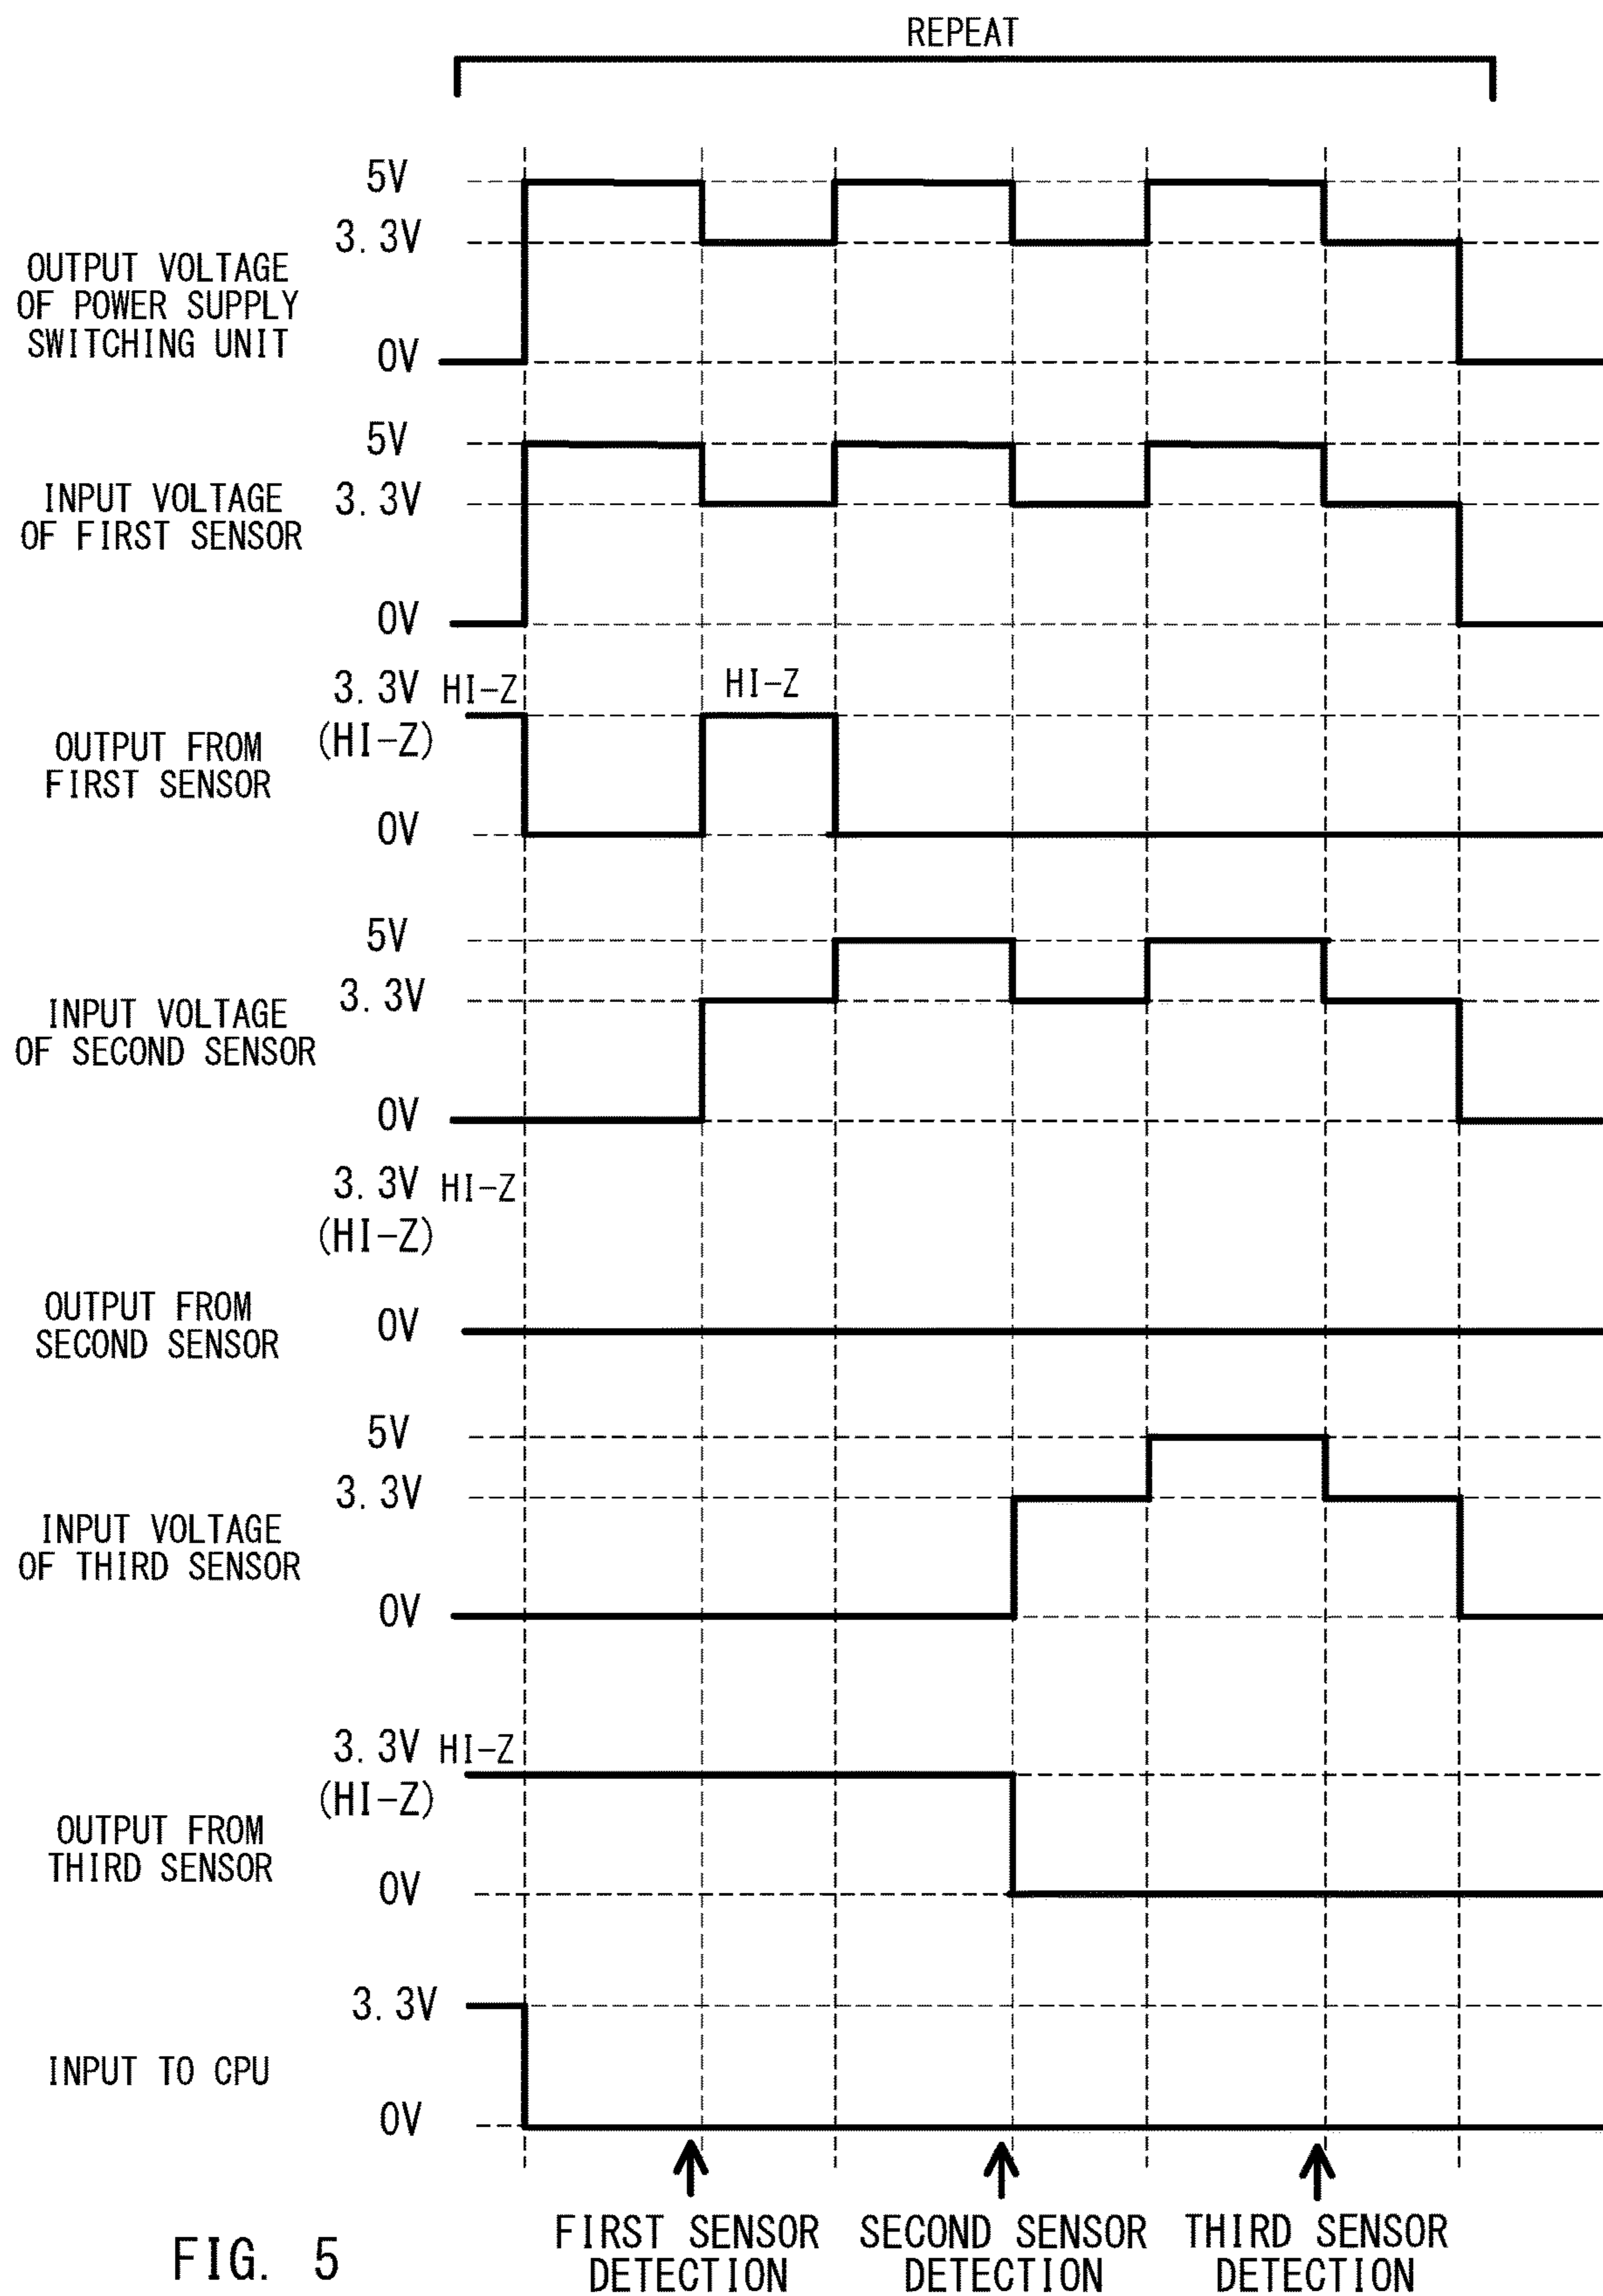 REPEAT
5V
3.3V
OUTPUT VOLTAGE
OF POWER SUPPLY
SWITCHING UNIT
0V
5V
INPUT VOLTAGE
OF FIRST SENSOR
3.3V
0V
3.3V HI-Z
HI-Z
(HI-Z)
OUTPUT FROM
FIRST SENSOR
0V
5V
3.3V
INPUT VOLTAGE
OF SECOND SENSOR
0V
3.3V HI-Z
(HI-Z)
OUTPUT FROM
SECOND SENSOR
0V
5V
3.3V
INPUT VOLTAGE
OF THIRD SENSOR
0V
3.3V HI-Z
(HI-Z)
OUTPUT FROM
THIRD SENSOR
0V
3.3V
INPUT TO CPU
0V
FIRST SENSOR
DETECTION
SECOND SENSOR
DETECTION
THIRD SENSOR
DETECTION
FIG. 5